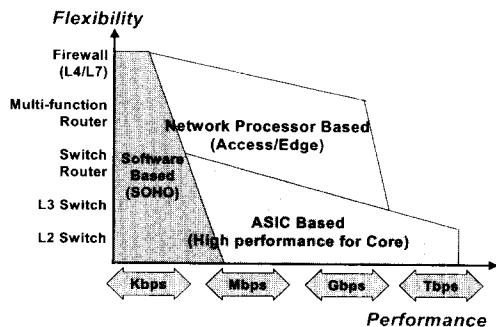 Flexibility
Firewall
(L4/L7)
Multi-function
Router
Switch
Router
L3 Switch
L2 Switch
Network Processor Based
(Access/Edge)
Software
Based
(SOHO)
ASIC Based
(High performance for Core)
Kbps
Mbps
Gbps
Tbps
Performance